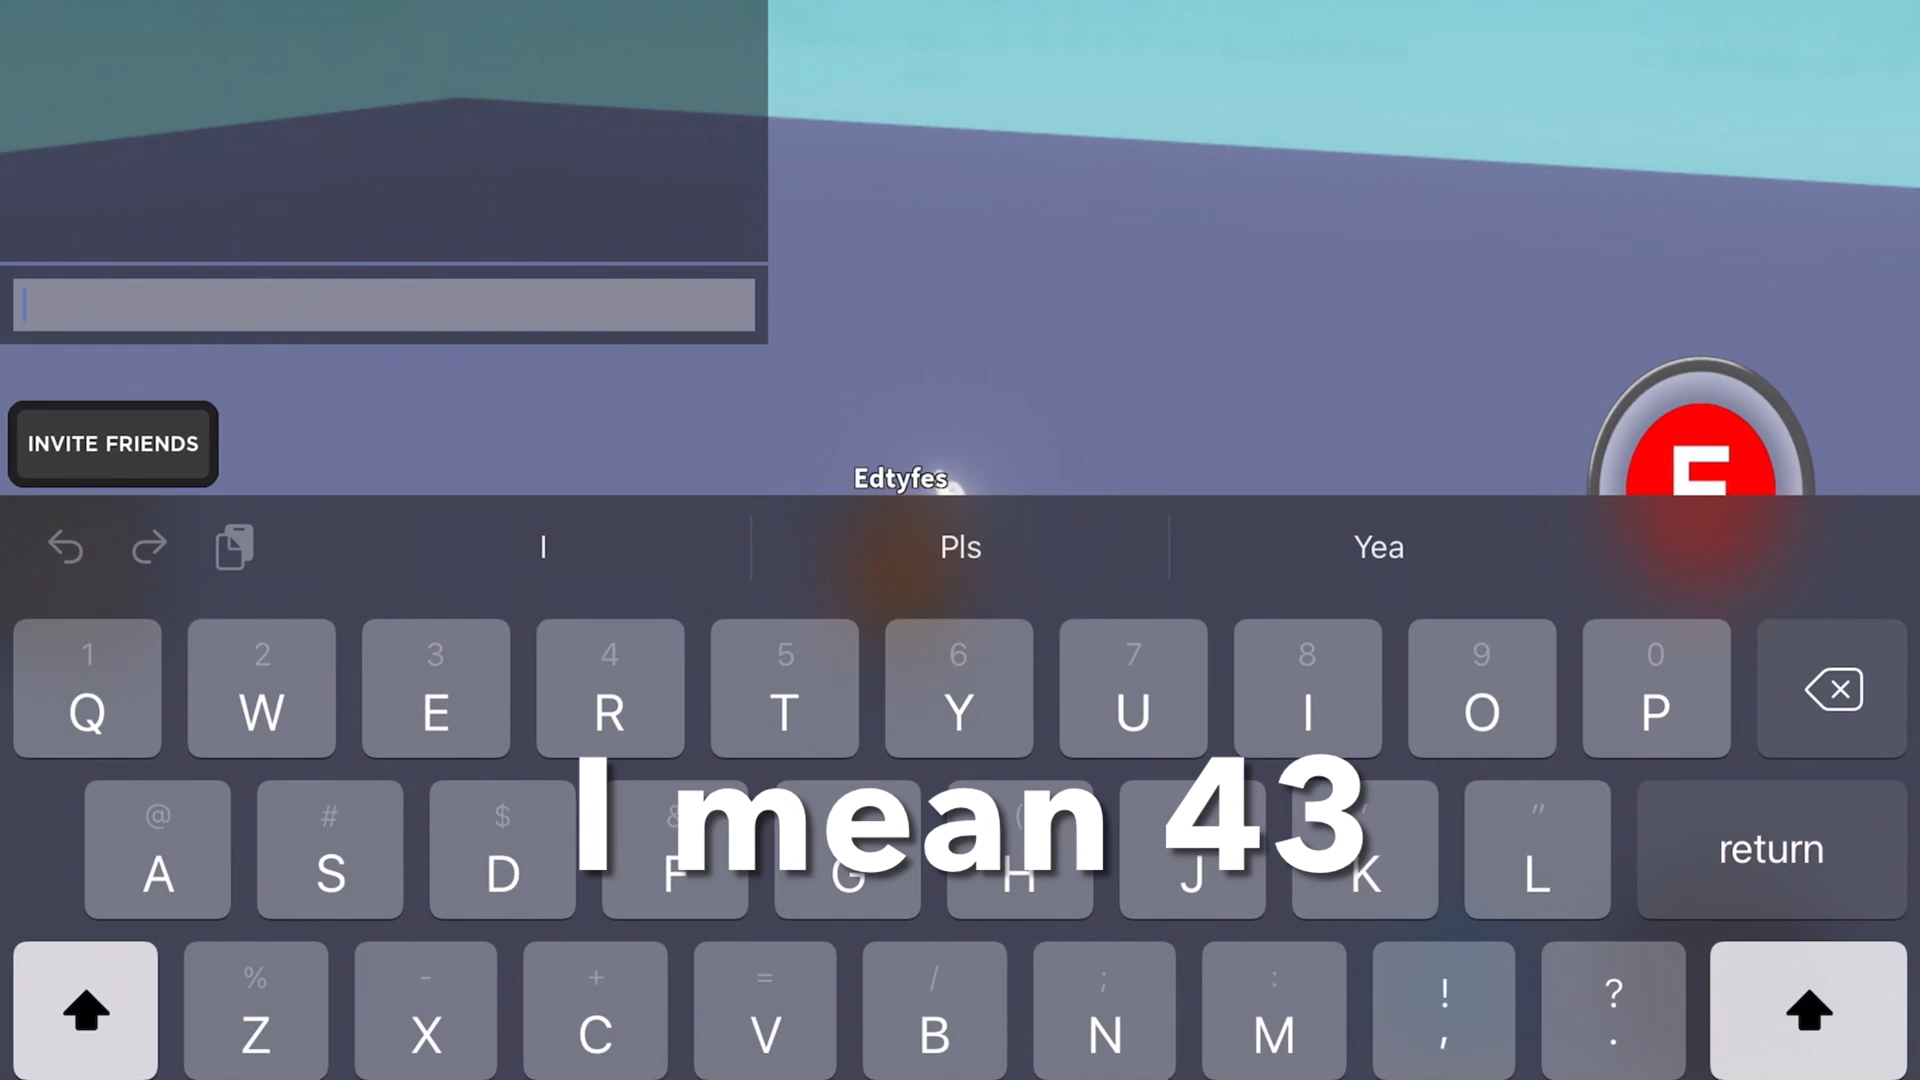 INVITE FRIENDS
Edtyfes
E
I Pls Yea
1 2 3 4 5 6 7 8 9 0
Q W E R T Y U I O P
@ # $ & ( ' "
A S D F G H J K L return
I mean 43
% - + = / ; : ! ?
Z X C V B N M , .